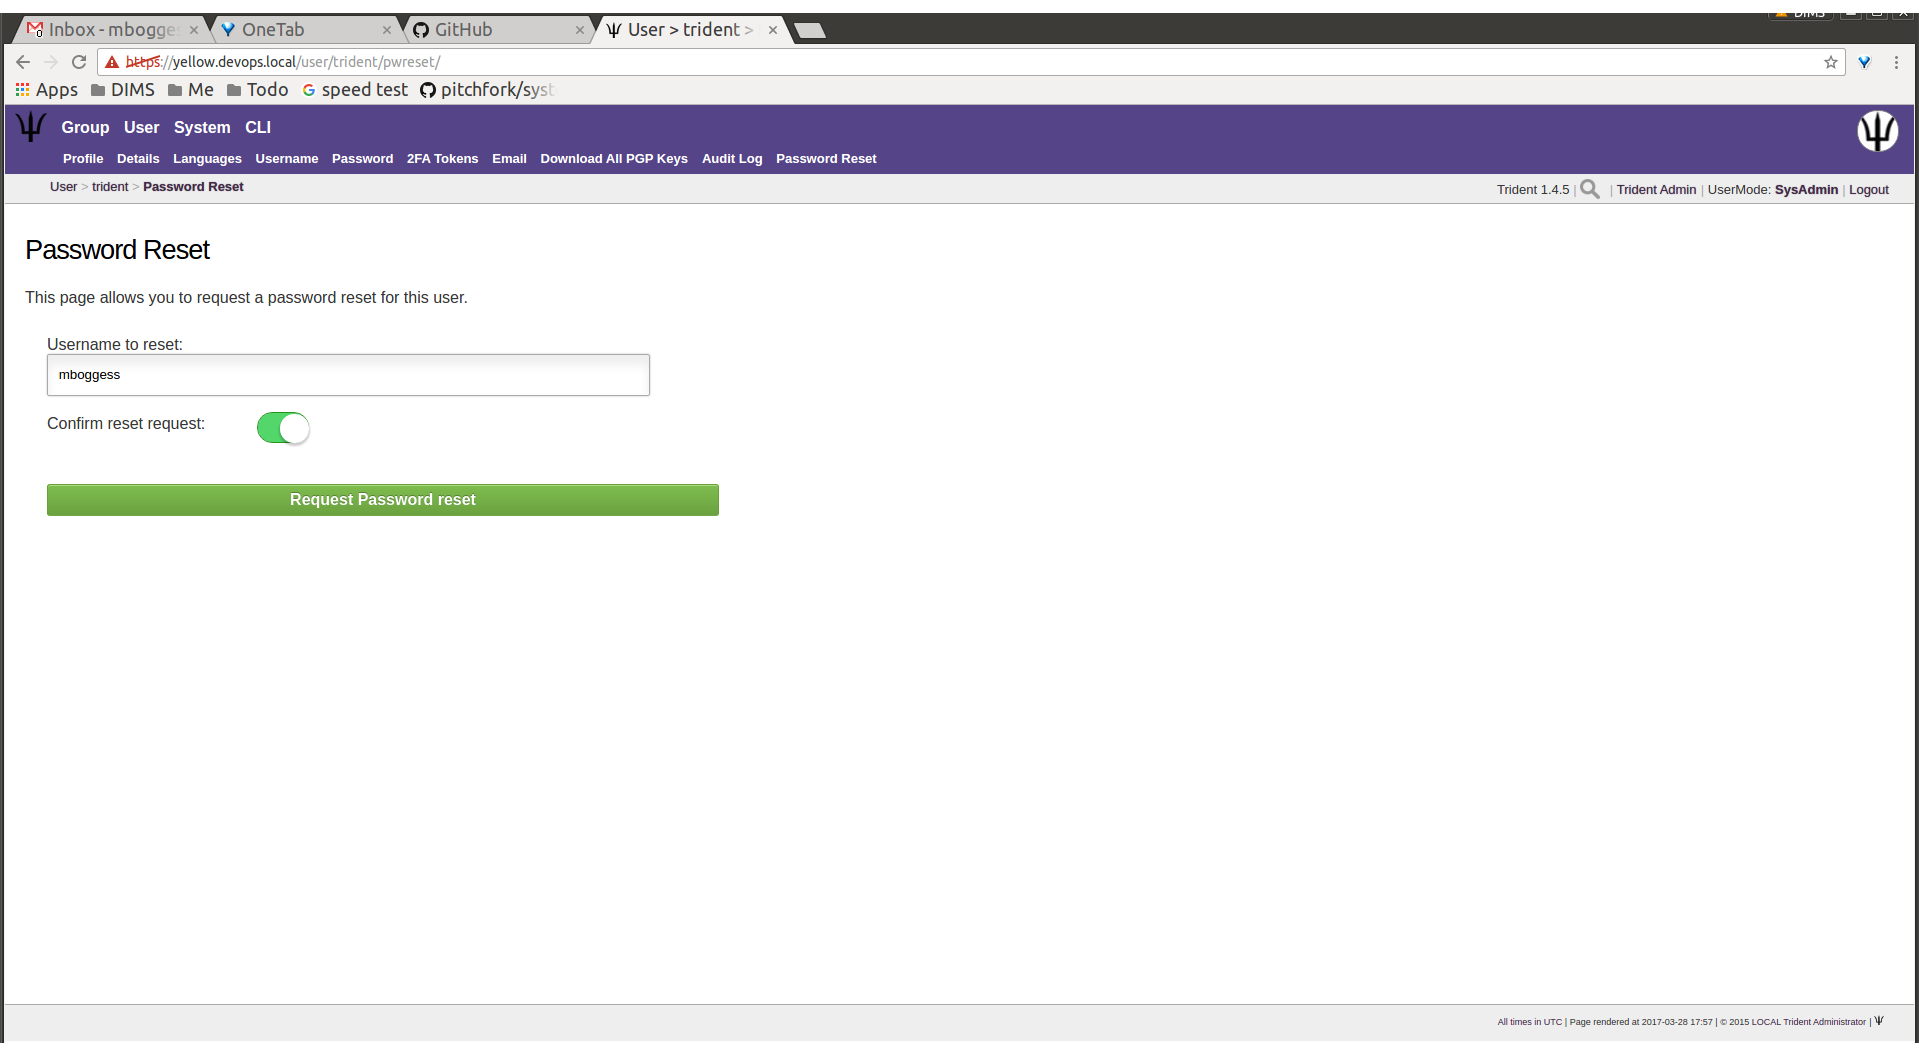 DIMS
Inbox - mbogge
OneTab
GitHub
User > trident >
https://yellow.devops.local/user/trident/pwreset/
Apps DIMS Me Todo speed test pitchfork/syst
Group User System CLI
Profile Details Languages Username Password 2FA Tokens Email Download All PGP Keys Audit Log Password Reset
User > trident > Password Reset
Trident 1.4.5 | | Trident Admin | UserMode: SysAdmin | Logout
Password Reset
This page allows you to request a password reset for this user.
Username to reset:
mboggess
Confirm reset request:
Request Password reset
All times in UTC | Page rendered at 2017-03-28 17:57 | © 2015 LOCAL Trident Administrator |